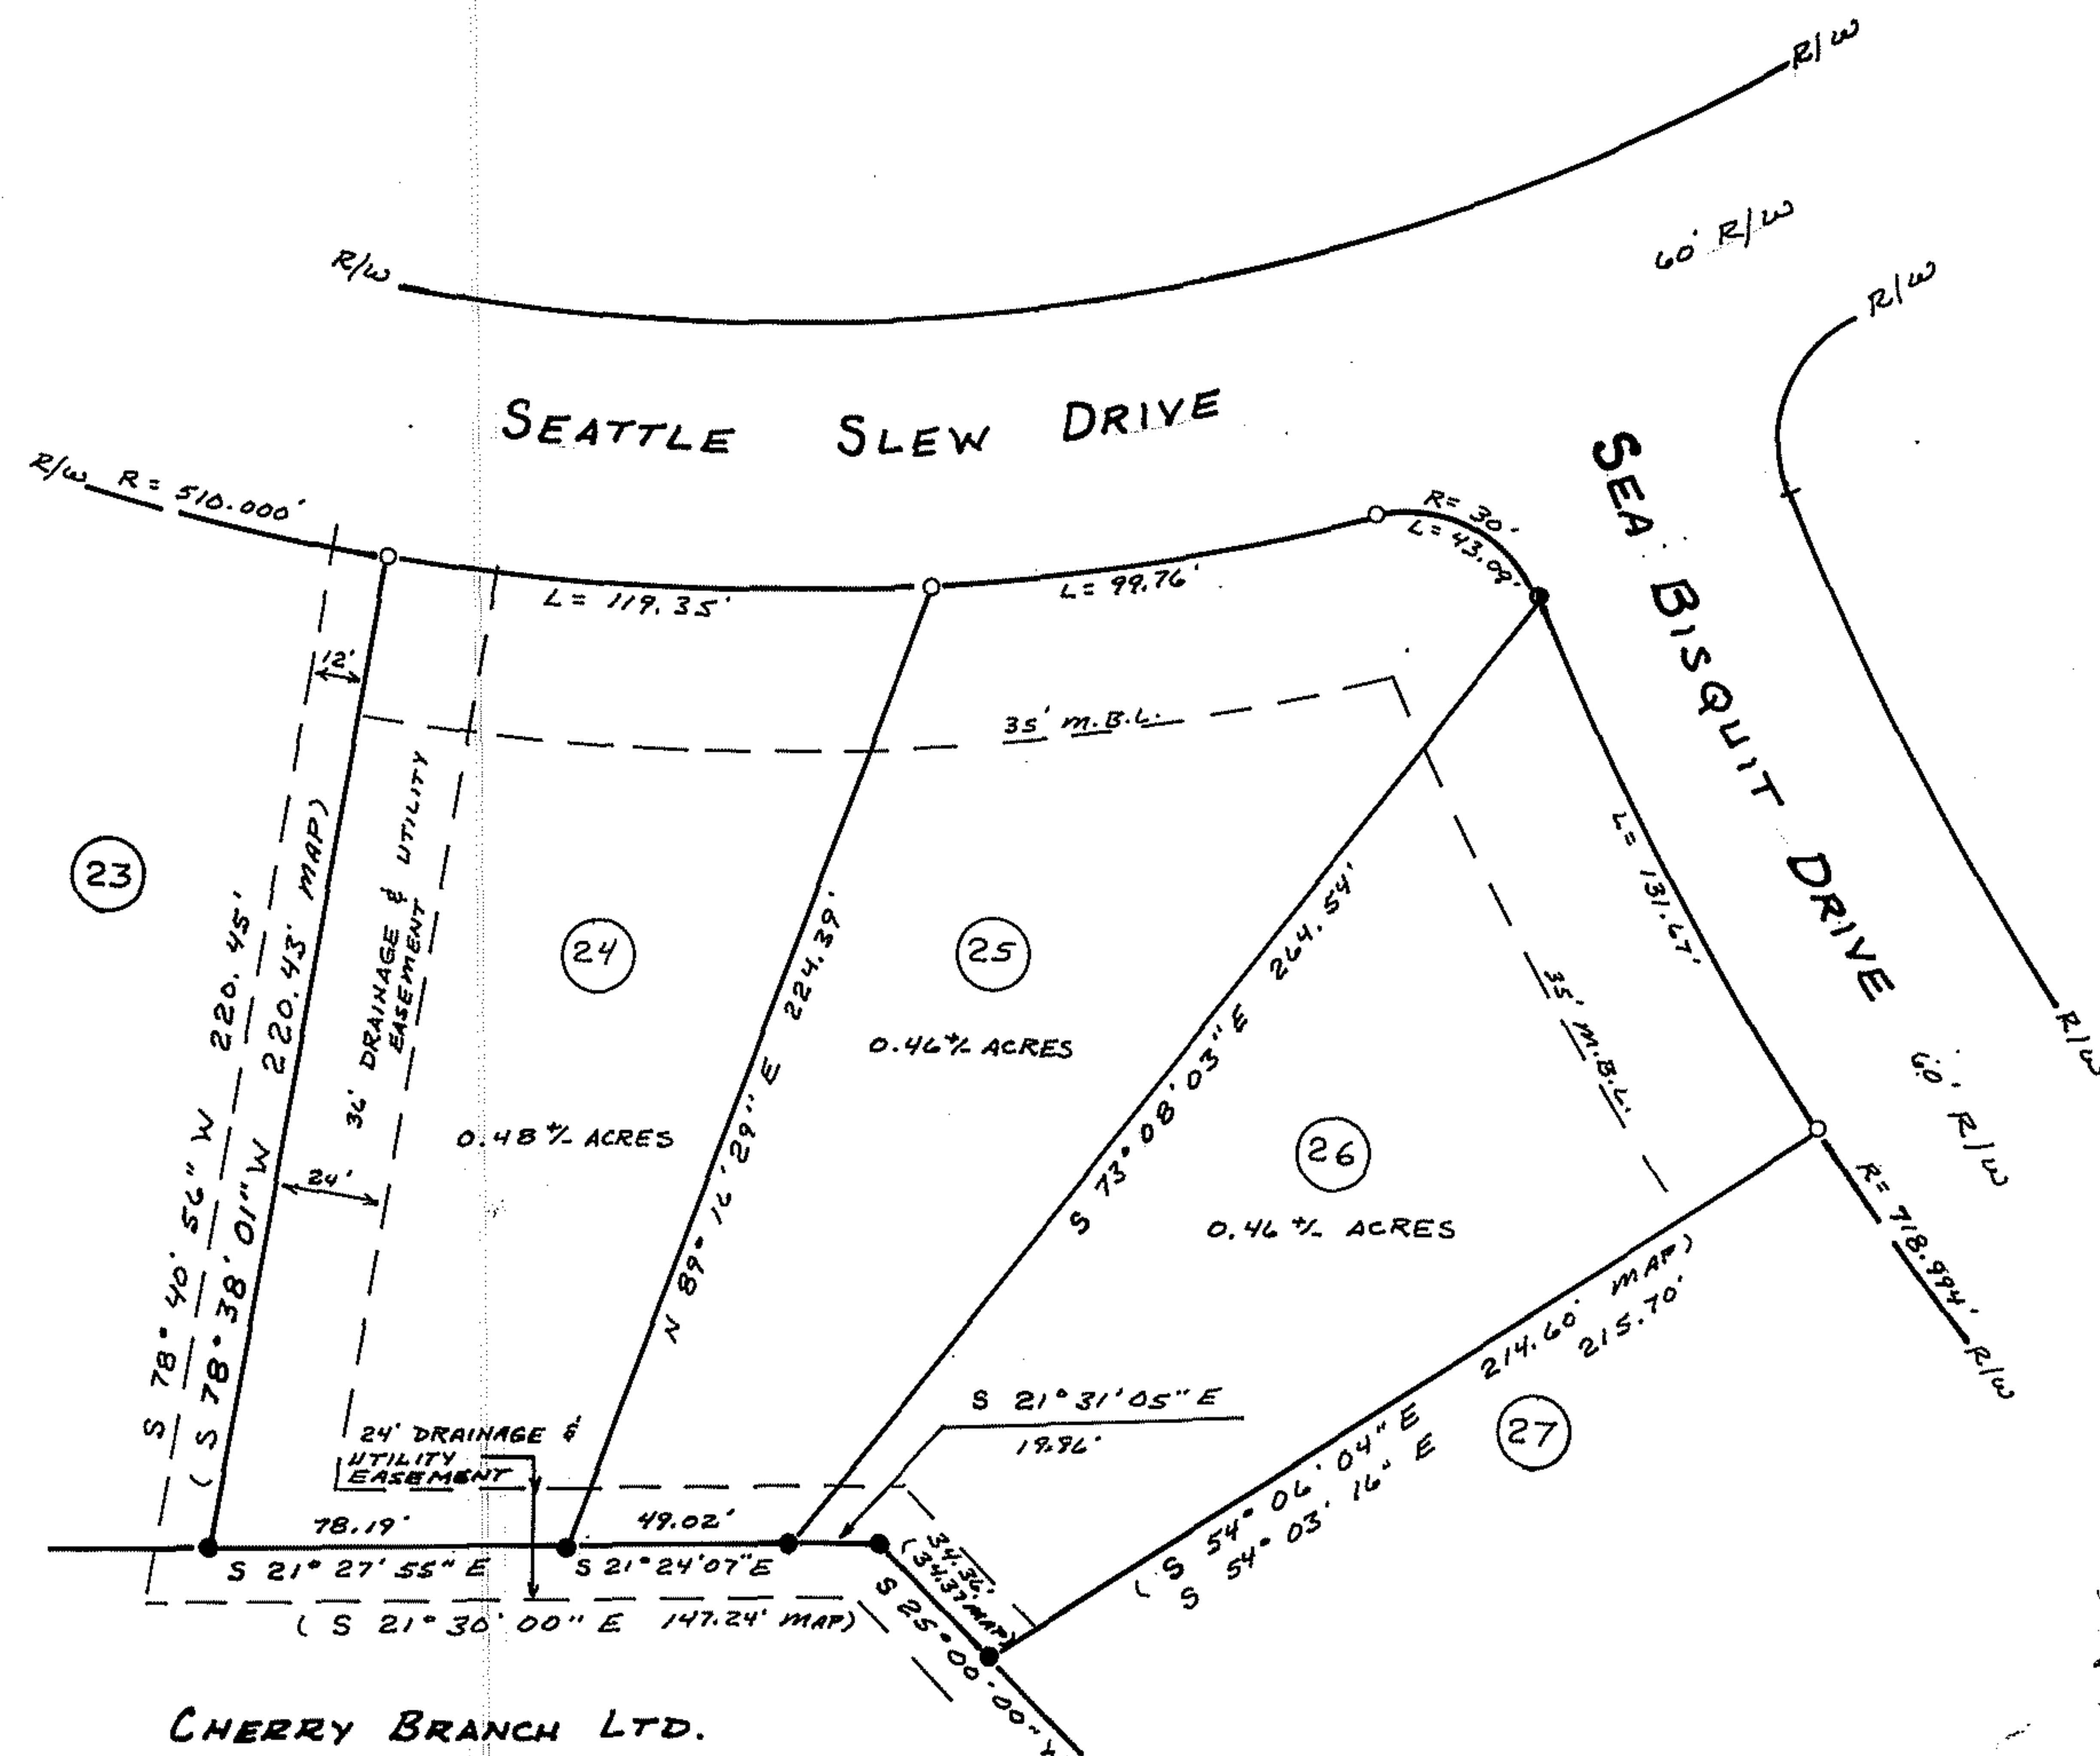 R/W
60' R/W
R/W
R/W
SEATTLE SLEW DRIVE
R/W R= 510.000'
R= 30'
L= 43.09'
L= 119.35'
L= 99.76'
SEA BISQUIT DRIVE
12'
35' M.B.L.
36' DRAINAGE & UTILITY
EASEMENT
23
S 78° 40' 56" W 220.45'
( S 78° 38' 01" W 220.43' MAP)
24
0.48 +/- ACRES
24'
N 89° 16' 29" E 224.39'
25
0.46 +/- ACRES
S 73° 08' 03" E 264.54'
35' M.B.L.
L= 131.67'
26
0.46 +/- ACRES
R/W
60' R/W
R= 718.994'
R/W
( S 54° 06' 04" E 214.60' MAP)
S 54° 03' 16" E 215.70'
27
S 21° 31' 05" E
19.96'
24' DRAINAGE &
UTILITY
EASEMENT
78.19'
S 21° 27' 55" E
49.02'
S 21° 24' 07" E
( S 21° 30' 00" E 147.24' MAP)
34.36'
(34.37' MAP)
S 25° 00' 00"
CHERRY BRANCH LTD.